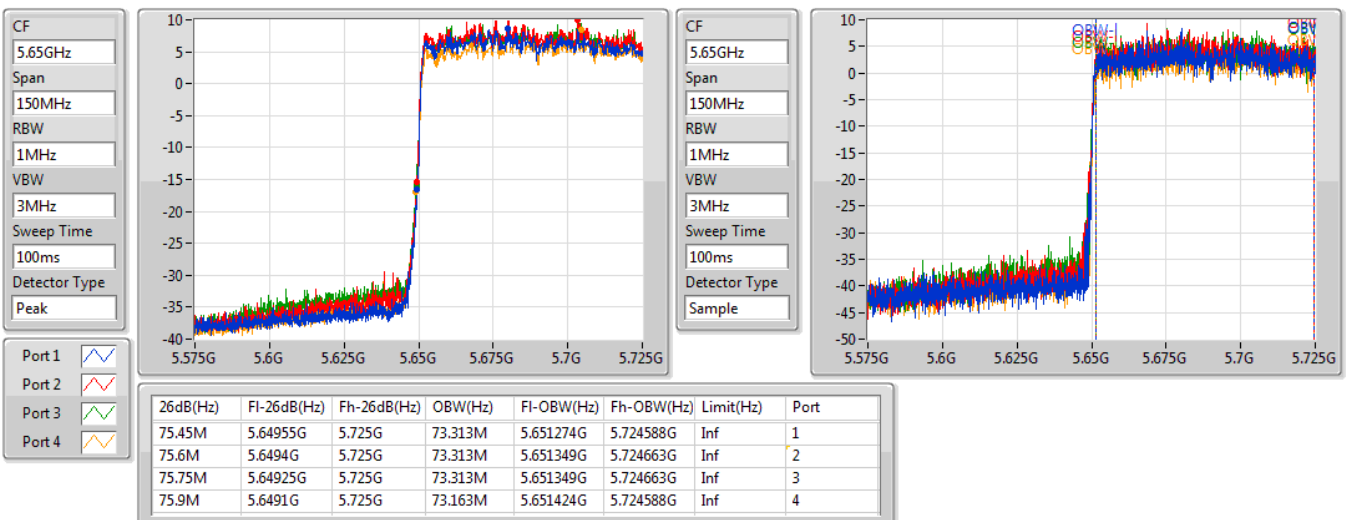 CF
5.65GHz
Span
150MHz
RBW
1MHz
VBW
3MHz
Sweep Time
100ms
Detector Type
Peak
10
5
0
-5
-10
-15
-20
-25
-30
-35
-40
5.575G 5.6G 5.625G 5.65G 5.675G 5.7G 5.725G
CF
5.65GHz
Span
150MHz
RBW
1MHz
VBW
3MHz
Sweep Time
100ms
Detector Type
Sample
10
5
0
-5
-10
-15
-20
-25
-30
-35
-40
-45
-50
OBW-
OBV
5.575G 5.6G 5.625G 5.65G 5.675G 5.7G 5.725G
Port 1
Port 2
Port 3
Port 4
26dB(Hz) Fl-26dB(Hz) Fh-26dB(Hz) OBW(Hz) Fl-OBW(Hz) Fh-OBW(Hz) Limit(Hz) Port
75.45M 5.64955G 5.725G 73.313M 5.651274G 5.724588G Inf 1
75.6M 5.6494G 5.725G 73.313M 5.651349G 5.724663G Inf 2
75.75M 5.64925G 5.725G 73.313M 5.651349G 5.724663G Inf 3
75.9M 5.6491G 5.725G 73.163M 5.651424G 5.724588G Inf 4